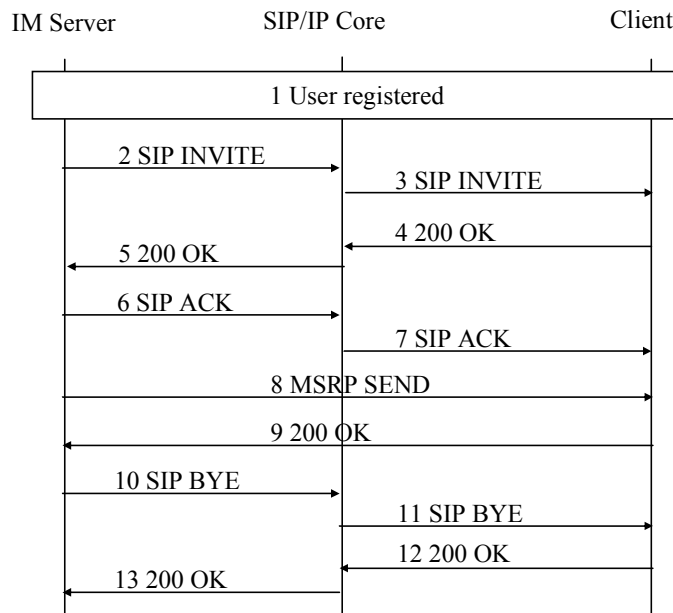 IM Server
SIP/IP Core
Client
1 User registered
2 SIP INVITE
3 SIP INVITE
4 200 OK
5 200 OK
6 SIP ACK
7 SIP ACK
8 MSRP SEND
9 200 OK
10 SIP BYE
11 SIP BYE
12 200 OK
13 200 OK